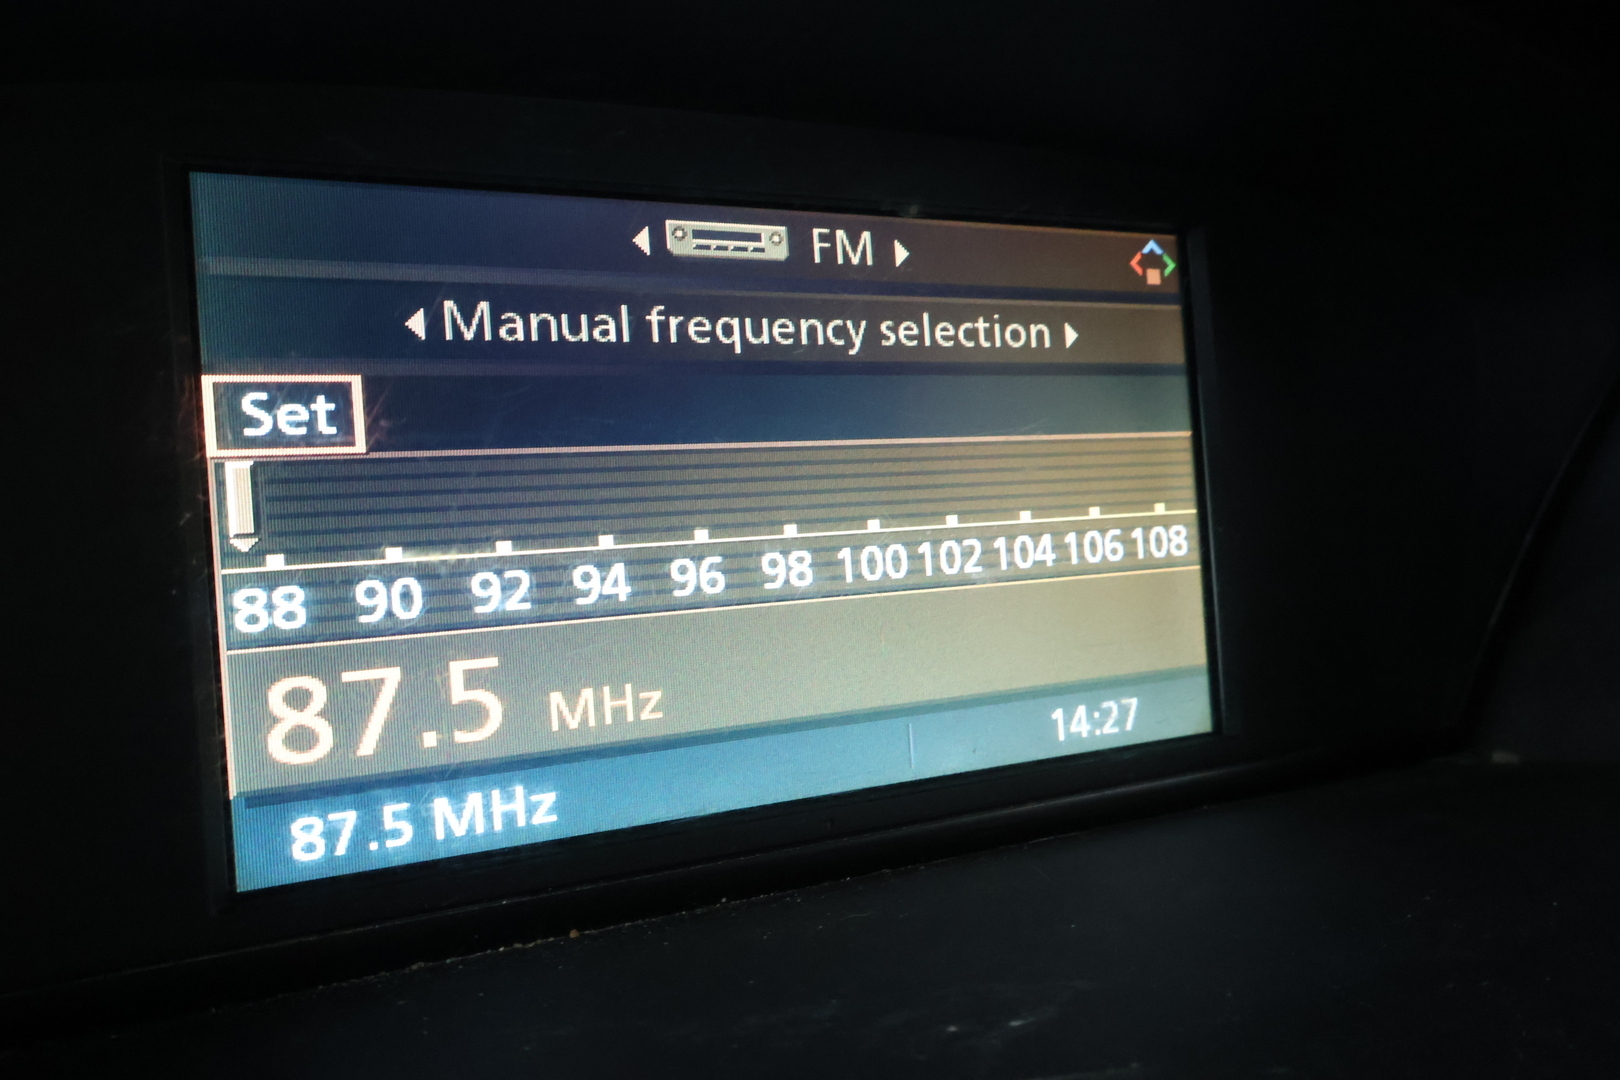 FM
Manual frequency selection
Set
88 90 92 94 96 98 100 102 104 106 108
87.5 MHz
14:27
87.5 MHz